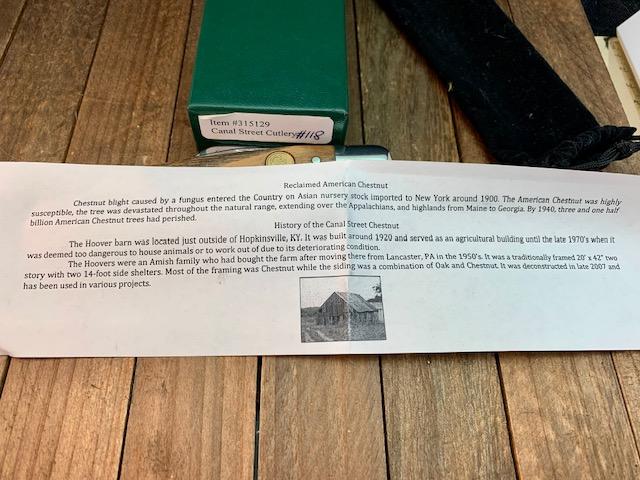 Item #315129
Canal Street Cutlery #118
Reclaimed American Chestnut
Chestnut blight caused by a fungus entered the Country on Asian nursery stock imported to New York around 1900. The American Chestnut was highly
susceptible, the tree was devastated throughout the natural range, extending over the Appalachians, and highlands from Maine to Georgia. By 1940, three and one half
billion American Chestnut trees had perished.
History of the Canal Street Chestnut
The Hoover barn was located just outside of Hopkinsville, KY. It was built around 1920 and served as an agricultural building until the late 1970's when it
was deemed too dangerous to house animals or to work out of due to its deteriorating condition.
The Hoovers were an Amish family who had bought the farm after moving there from Lancaster, PA in the 1950's. It was a traditionally framed 20' x 42" two
story with two 14-foot side shelters. Most of the framing was Chestnut while the siding was a combination of Oak and Chestnut. It was deconstructed in late 2007 and
has been used in various projects.